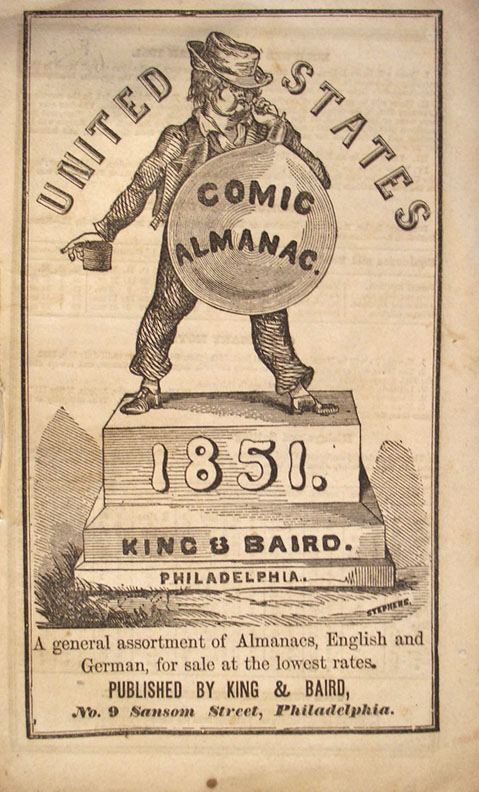 UNITED STATES
COMIC
ALMANAC.
1851.
KING & BAIRD.
PHILADELPHIA.
STEPHENS.
A general assortment of Almanacs, English and
German, for sale at the lowest rates.
PUBLISHED BY KING & BAIRD,
No. 9 Sansom Street, Philadelphia.